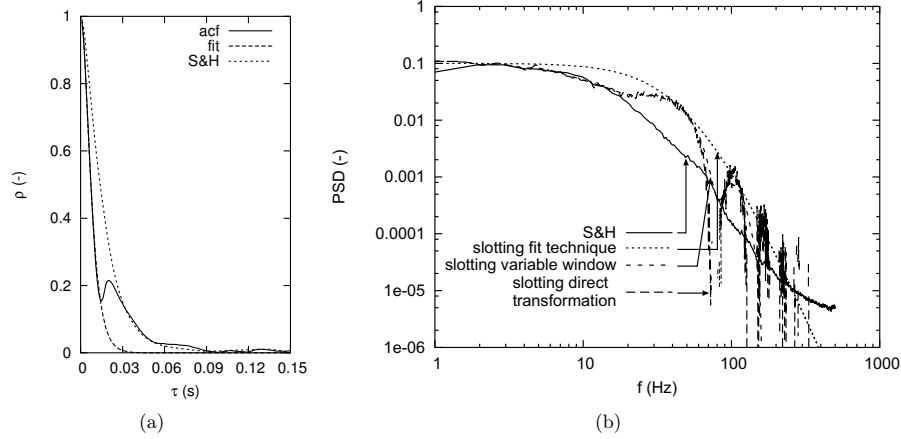 1
0.8
0.6
0.4
0.2
0
ρ (-)
acf
fit
S&H
0 0.03 0.06 0.09 0.12 0.15
τ (s)
(a)
0.1
0.01
0.001
0.0001
1e-05
1e-06
PSD (-)
S&H
slotting fit technique
slotting variable window
slotting direct
transformation
1 10 100 1000
f (Hz)
(b)